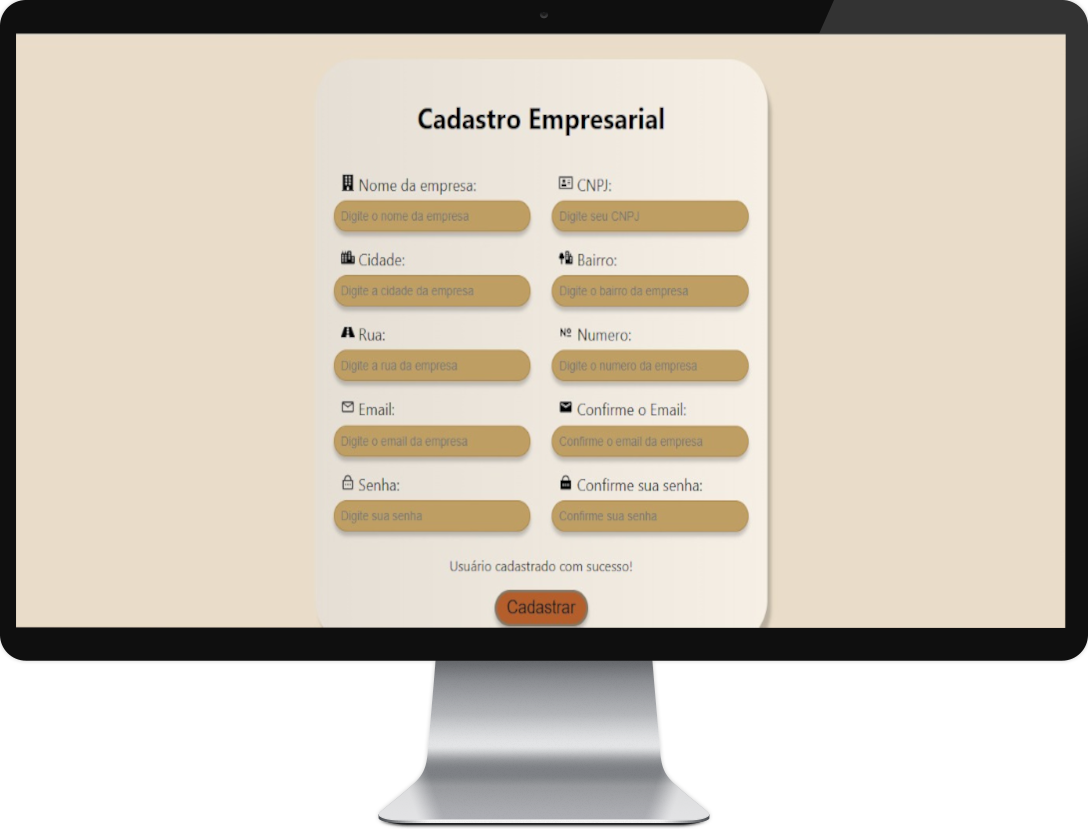 Cadastro Empresarial
Nome da empresa: CNPJ:
Digite o nome da empresa Digite seu CNPJ
Cidade: Bairro:
Digite a cidade da empresa Digite o bairro da empresa
Rua: Nº Numero:
Digite a rua da empresa Digite o numero da empresa
Email: Confirme o Email:
Digite o email da empresa Confirme o email da empresa
Senha: Confirme sua senha:
Digite sua senha Confirme sua senha
Usuário cadastrado com sucesso!
Cadastrar